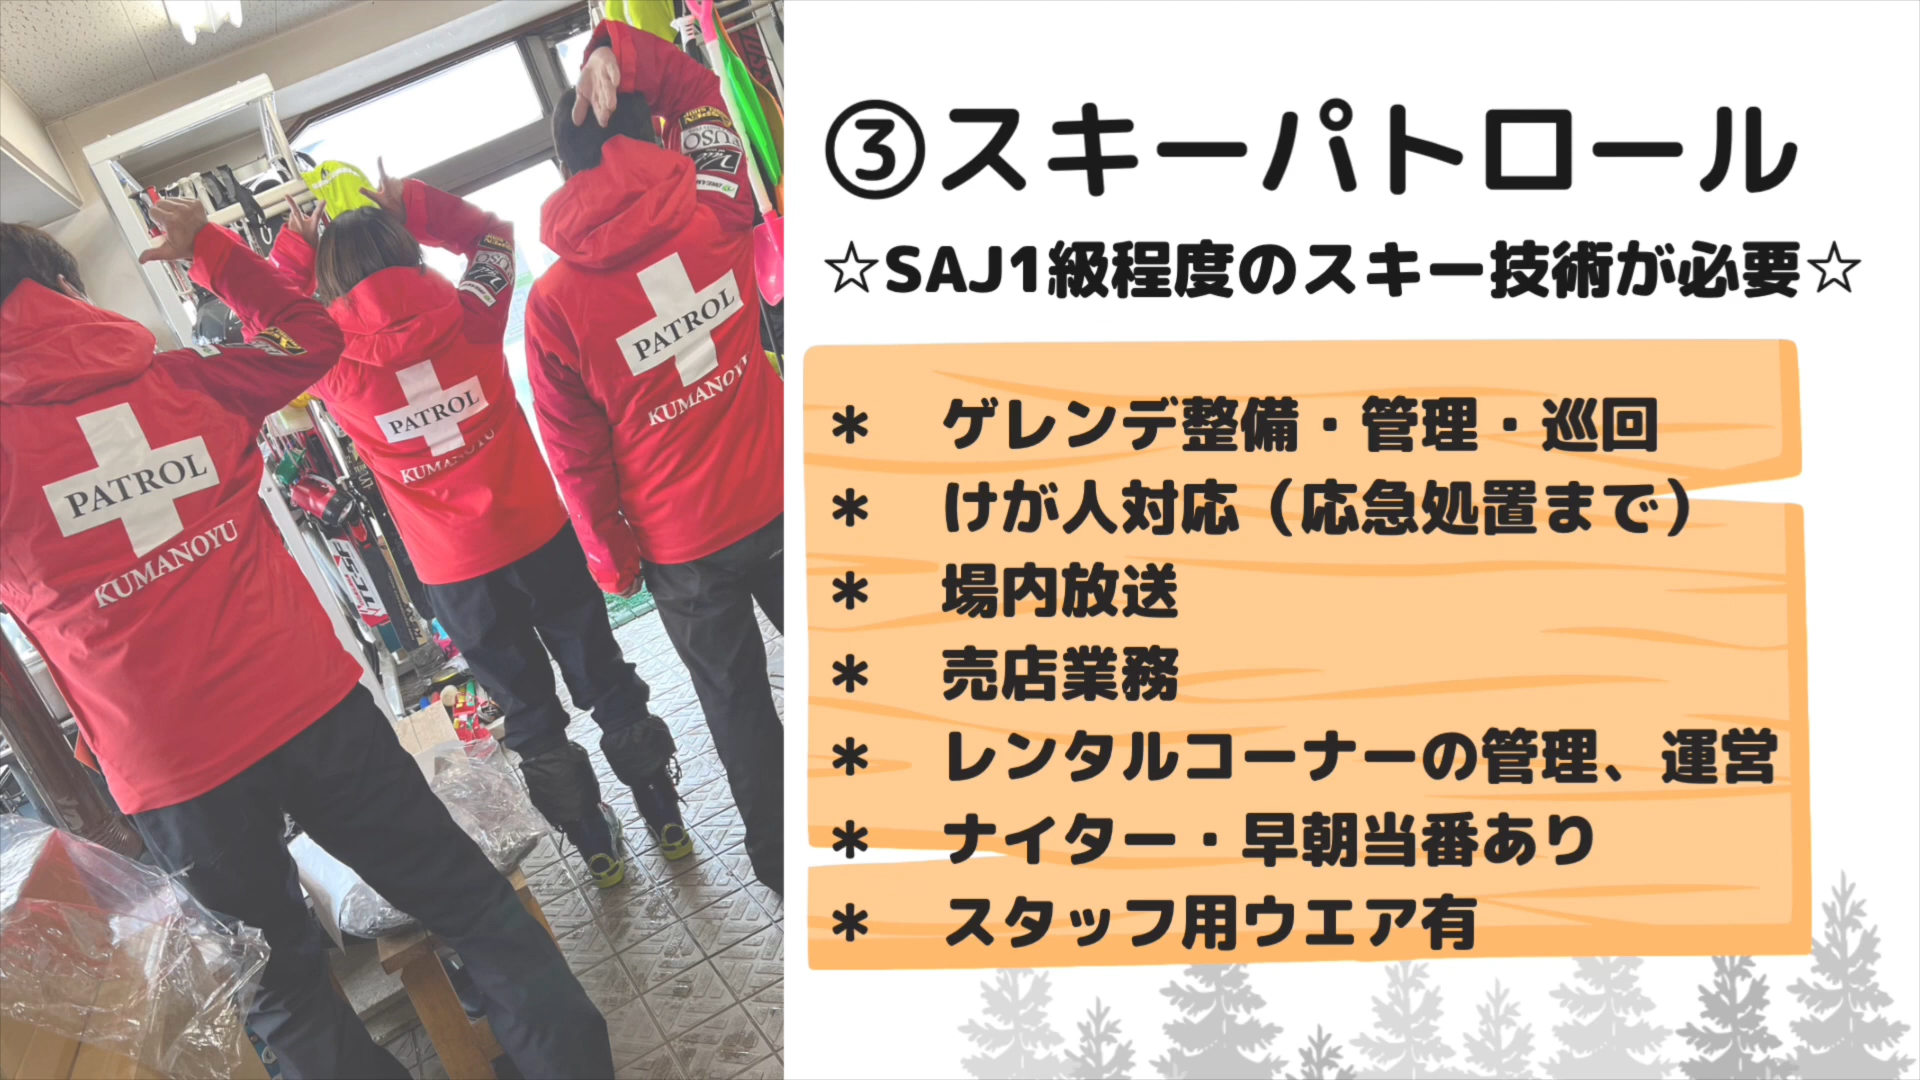 ③スキーパトロール
☆SAJ1級程度のスキー技術が必要☆
＊ ゲレンデ整備・管理・巡回
＊ けが人対応（応急処置まで）
＊ 場内放送
＊ 売店業務
＊ レンタルコーナーの管理、運営
＊ ナイター・早朝当番あり
＊ スタッフ用ウエア有
PATROL
KUMANOYU
PATROL
KUMANOYU
PATROL
KUMANOYU